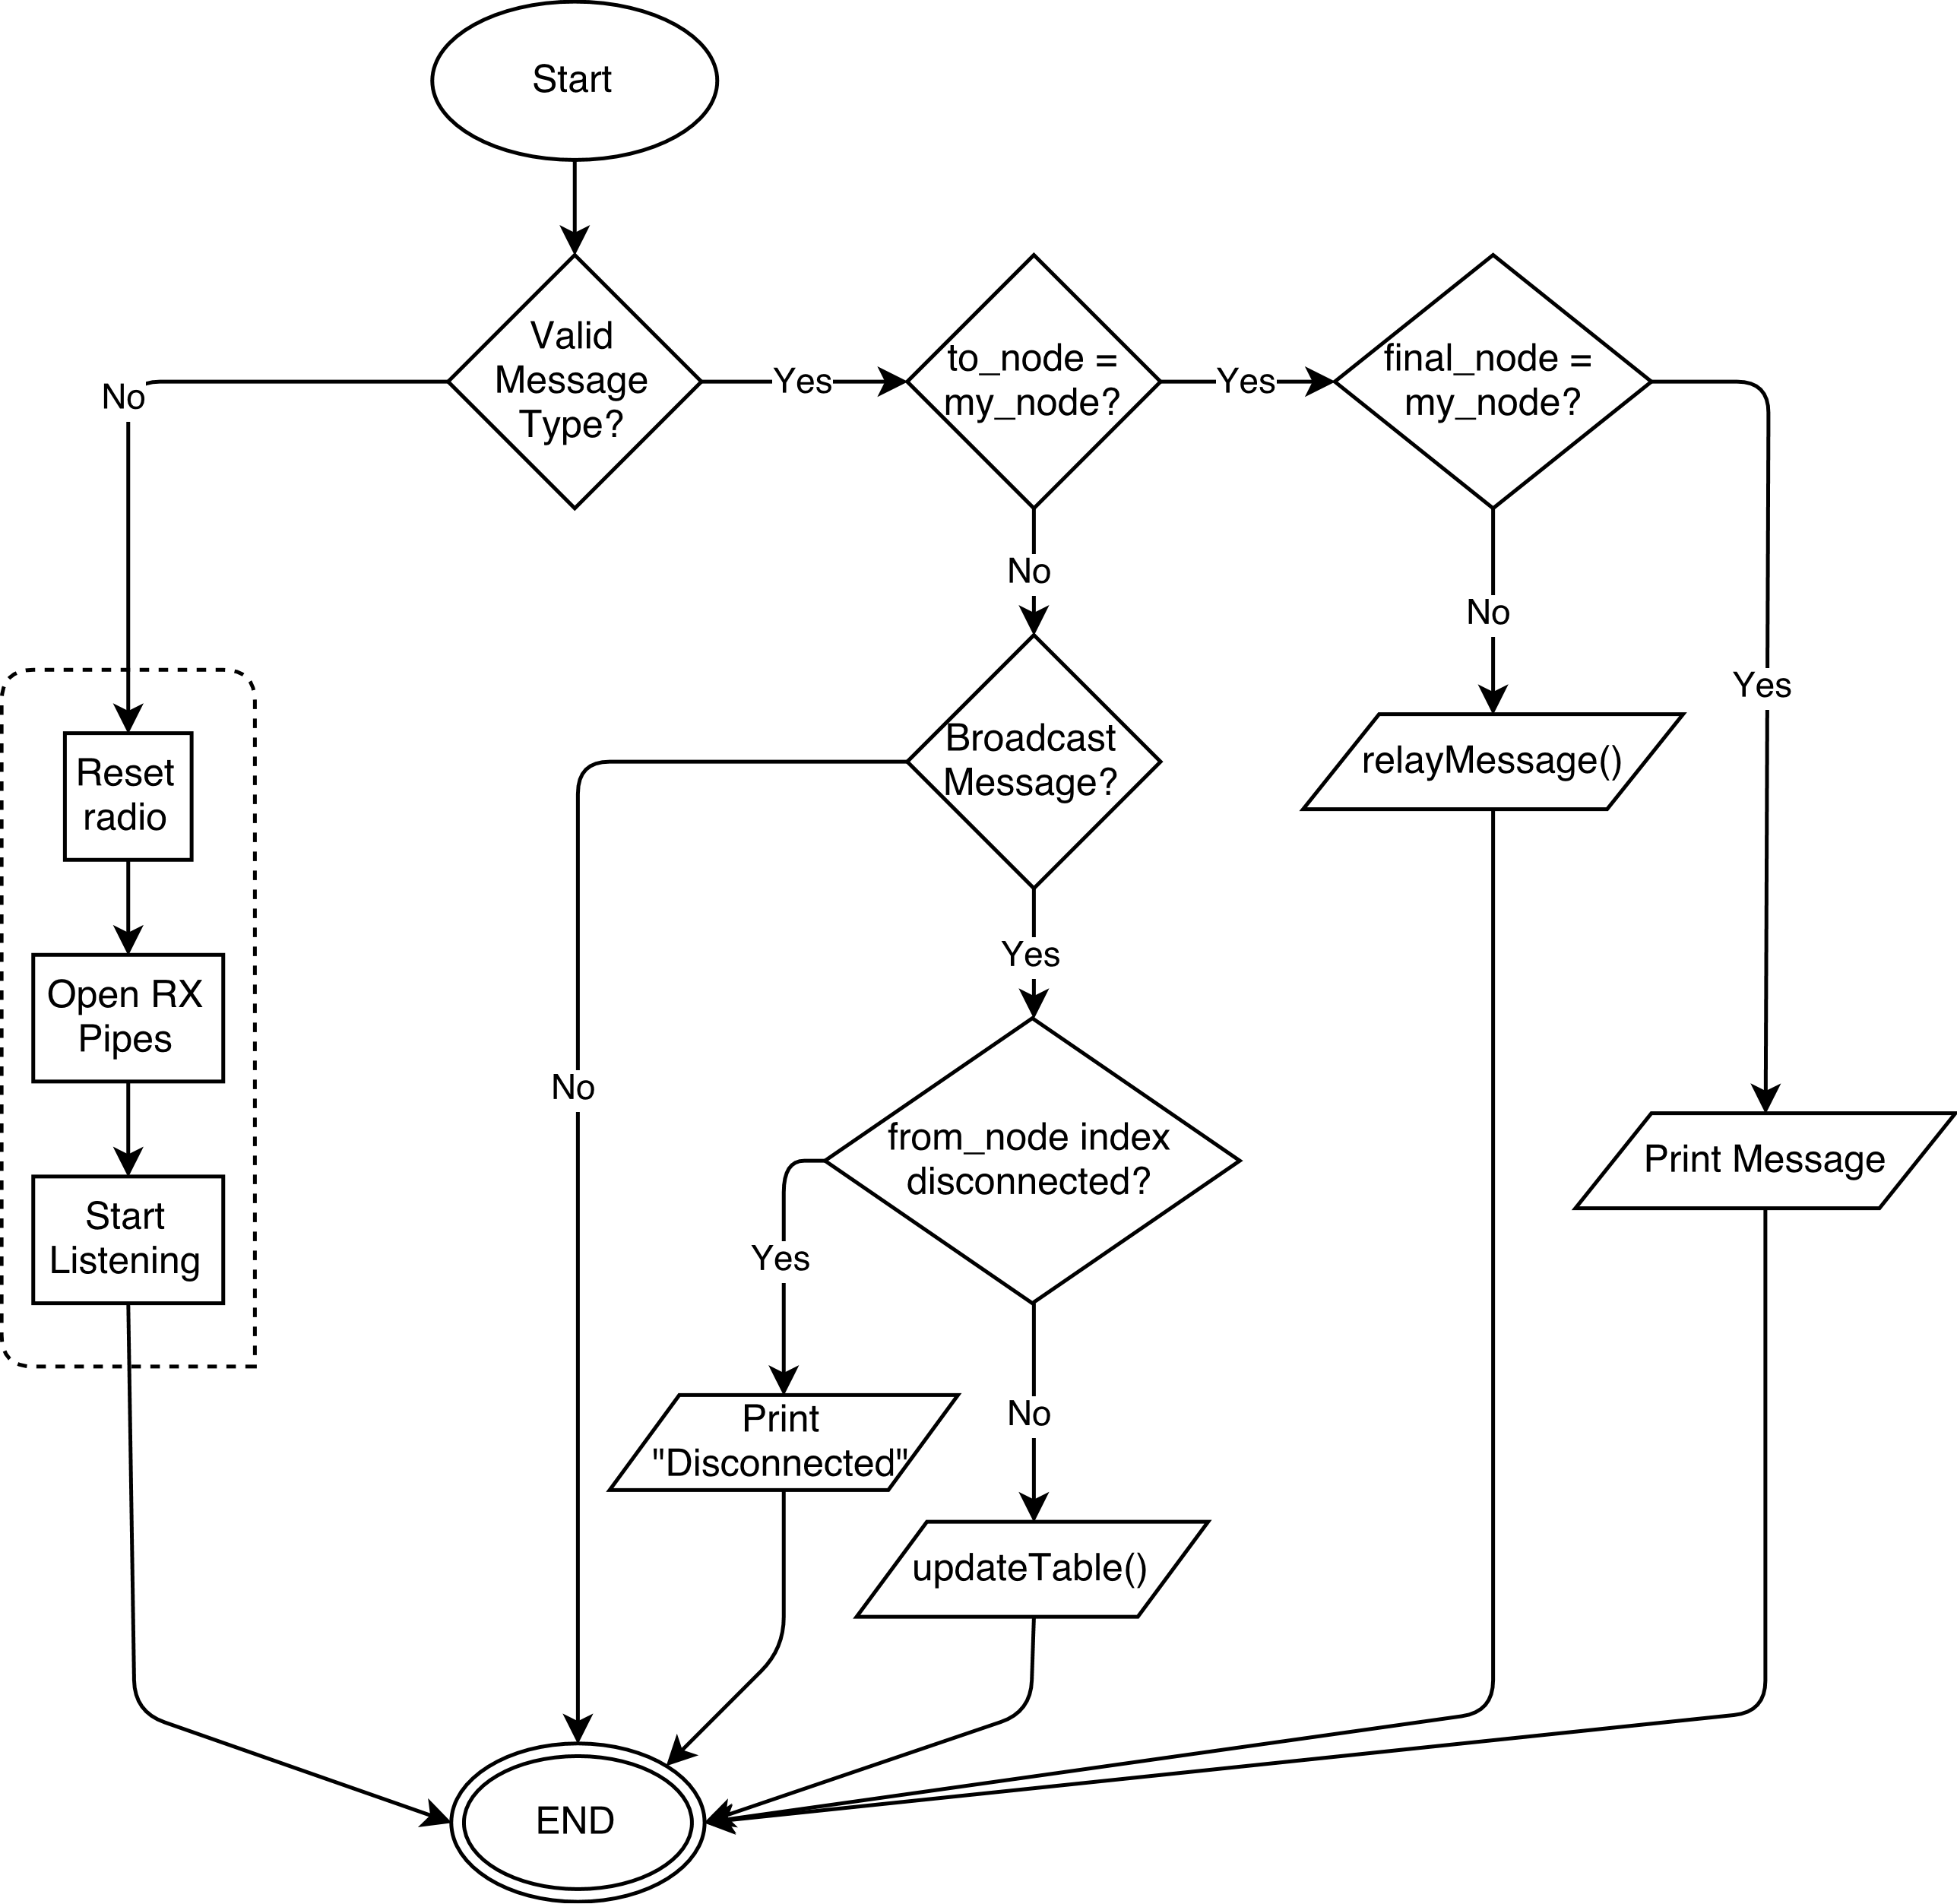 Start
Valid
Message
Type?
Yes
to_node =
my_node?
Yes
final_node =
my_node?
No
No
No
Yes
Reset
radio
Broadcast
Message?
relayMessage()
Open RX
Pipes
Yes
No
from_node index
disconnected?
Print Message
Start
Listening
Yes
No
Print
"Disconnected"
updateTable()
END